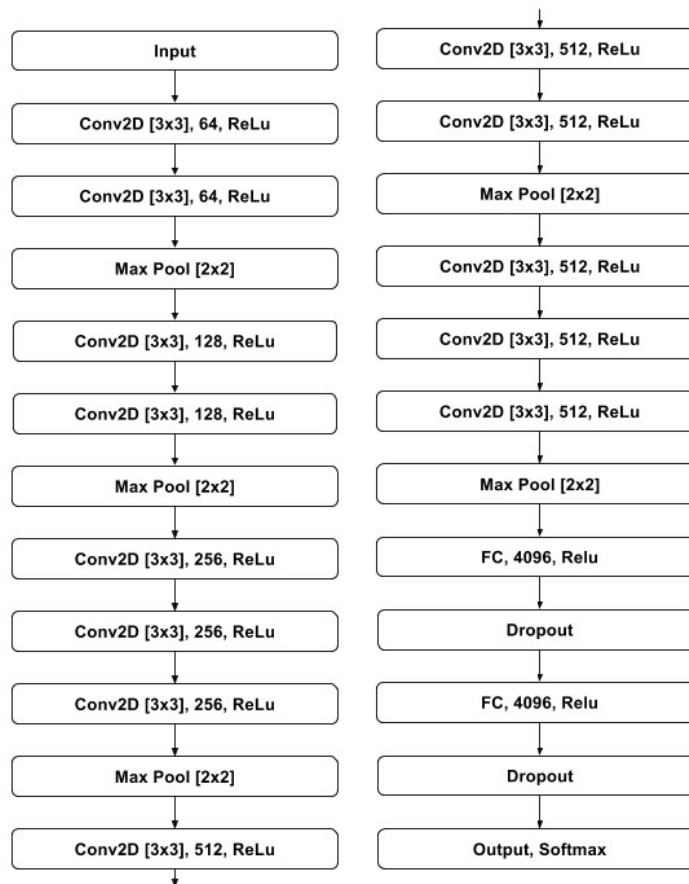 Input
Conv2D [3x3], 64, ReLu
Conv2D [3x3], 64, ReLu
Max Pool [2x2]
Conv2D [3x3], 128, ReLu
Conv2D [3x3], 128, ReLu
Max Pool [2x2]
Conv2D [3x3], 256, ReLu
Conv2D [3x3], 256, ReLu
Conv2D [3x3], 256, ReLu
Max Pool [2x2]
Conv2D [3x3], 512, ReLu
Conv2D [3x3], 512, ReLu
Conv2D [3x3], 512, ReLu
Max Pool [2x2]
Conv2D [3x3], 512, ReLu
Conv2D [3x3], 512, ReLu
Conv2D [3x3], 512, ReLu
Max Pool [2x2]
FC, 4096, Relu
Dropout
FC, 4096, Relu
Dropout
Output, Softmax